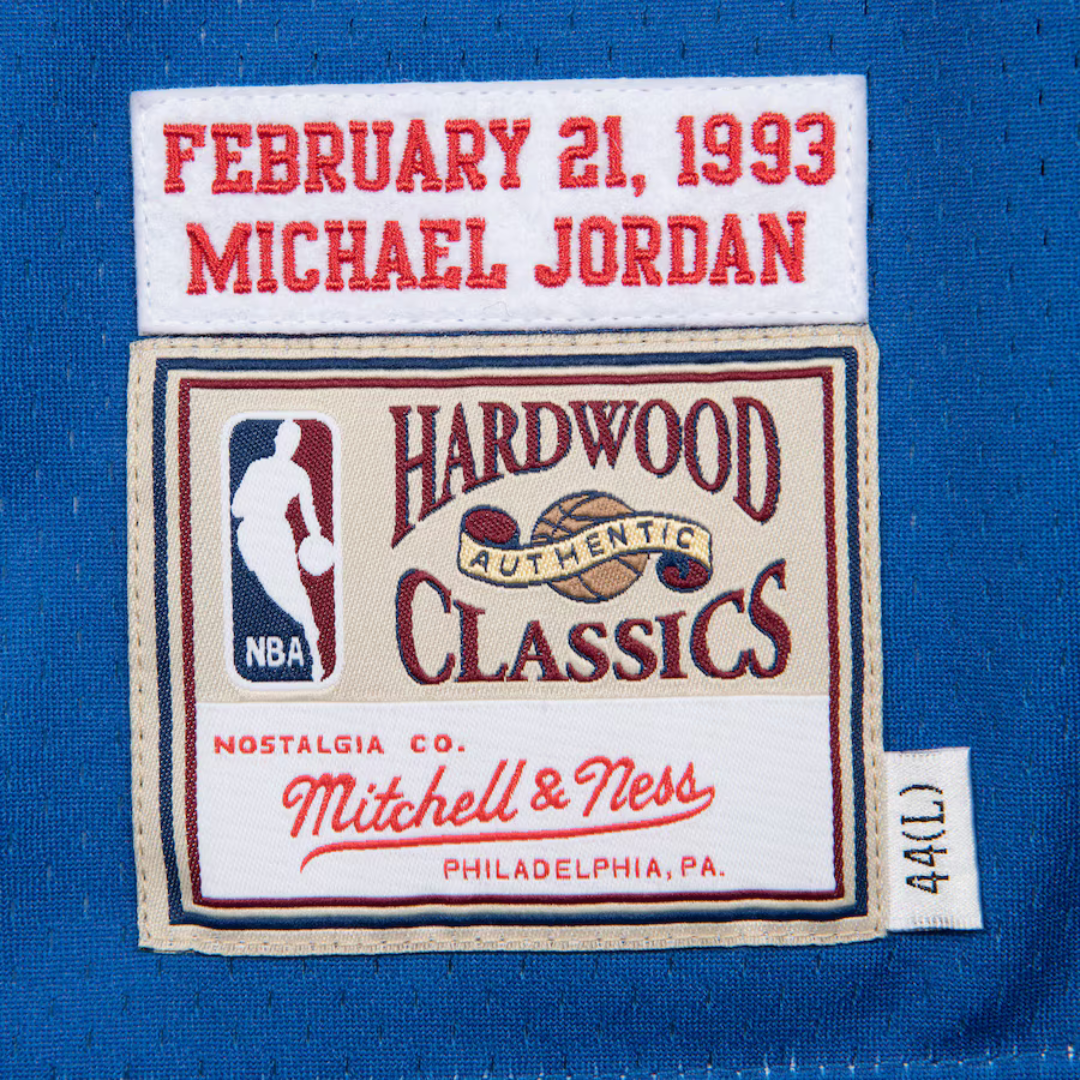 FEBRUARY 21, 1993
MICHAEL JORDAN
HARDWOOD
AUTHENTIC
CLASSICS
NBA
NOSTALGIA CO.
Mitchell & Ness
PHILADELPHIA, PA.
44(L)